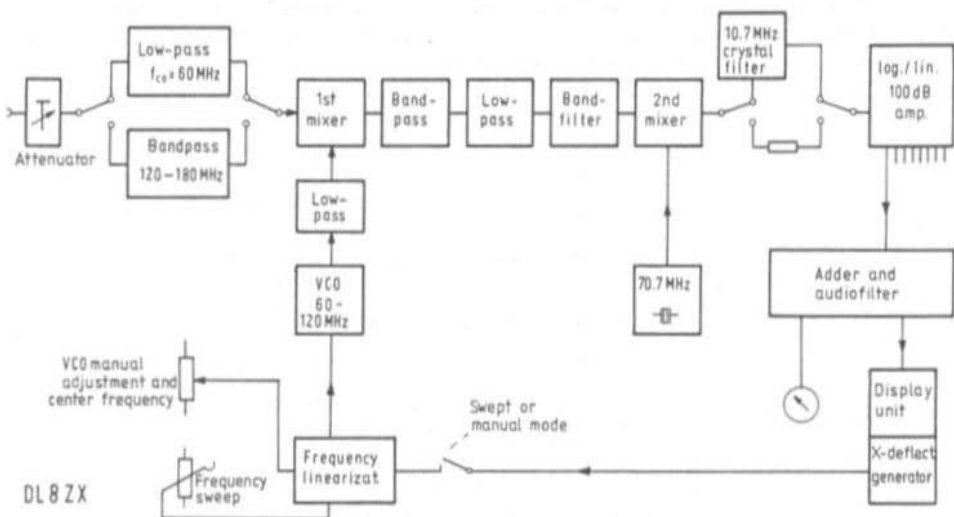 Low-pass
fco = 60 MHz
Attenuator
Bandpass
120–180 MHz
1st
mixer
Band-
pass
Low-
pass
Band-
filter
2nd
mixer
10.7 MHz
crystal
filter
log./ lin.
100 dB
amp.
Low-
pass
VCO
60 –
120 MHz
70.7 MHz
Adder and
audiofilter
VCO manual
adjustment and
center frequency
Swept or
manual mode
Display
unit
Frequency
linearizat.
X-deflect
generator
Frequency
sweep
DL8ZX